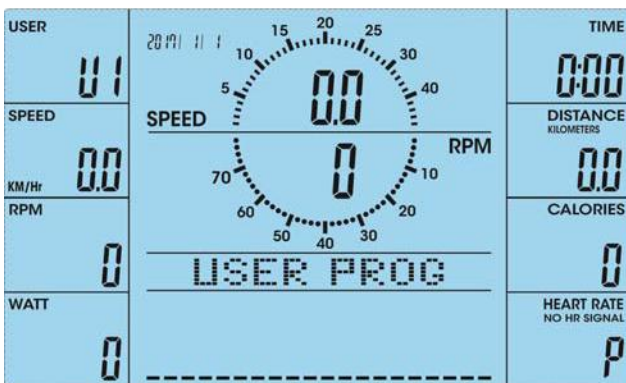 USER
U1
SPEED
KM/Hr 0.0
RPM
0
WATT
0
2019/ 1/ 1
5 10 15 20 25 30 40
SPEED 0.0
0 RPM
70 60 50 40 30 20 10
USER PROG
TIME
0:00
DISTANCE
KILOMETERS
0.0
CALORIES
0
HEART RATE
NO HR SIGNAL
P